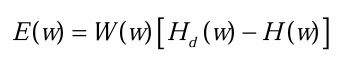 E(w) = W(w)[H_d(w) − H(w)]